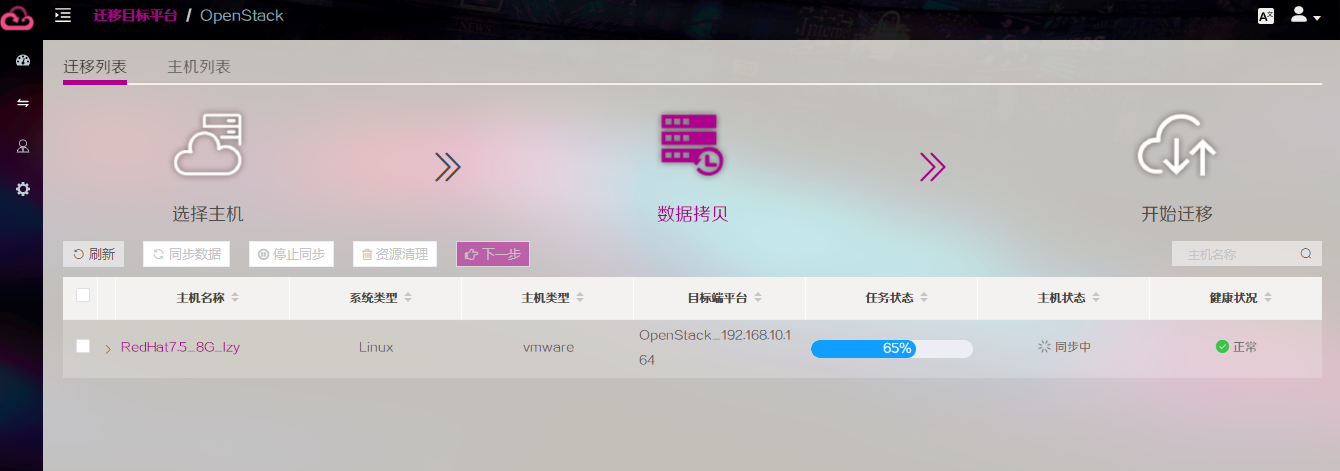 迁移目标平台 / OpenStack
迁移列表 主机列表
选择主机 数据拷贝 开始迁移
刷新 同步数据 停止同步 资源清理 下一步 主机名称
主机名称 系统类型 主机类型 目标端平台 任务状态 主机状态 健康状况
RedHat7.5_8G_lzy Linux vmware OpenStack_192.168.10.1 65% 同步中 正常
64